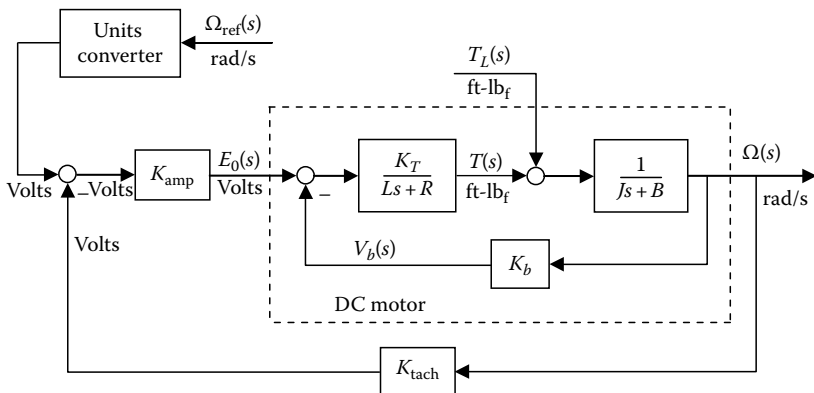 Units
converter
Ω_ref(s)
rad/s
T_L(s)
ft-lb_f
K_amp
E_0(s)
Volts
Volts
–
Volts
–
K_T
Ls + R
T(s)
ft-lb_f
1
Js + B
Ω(s)
rad/s
Volts
V_b(s)
K_b
DC motor
K_tach